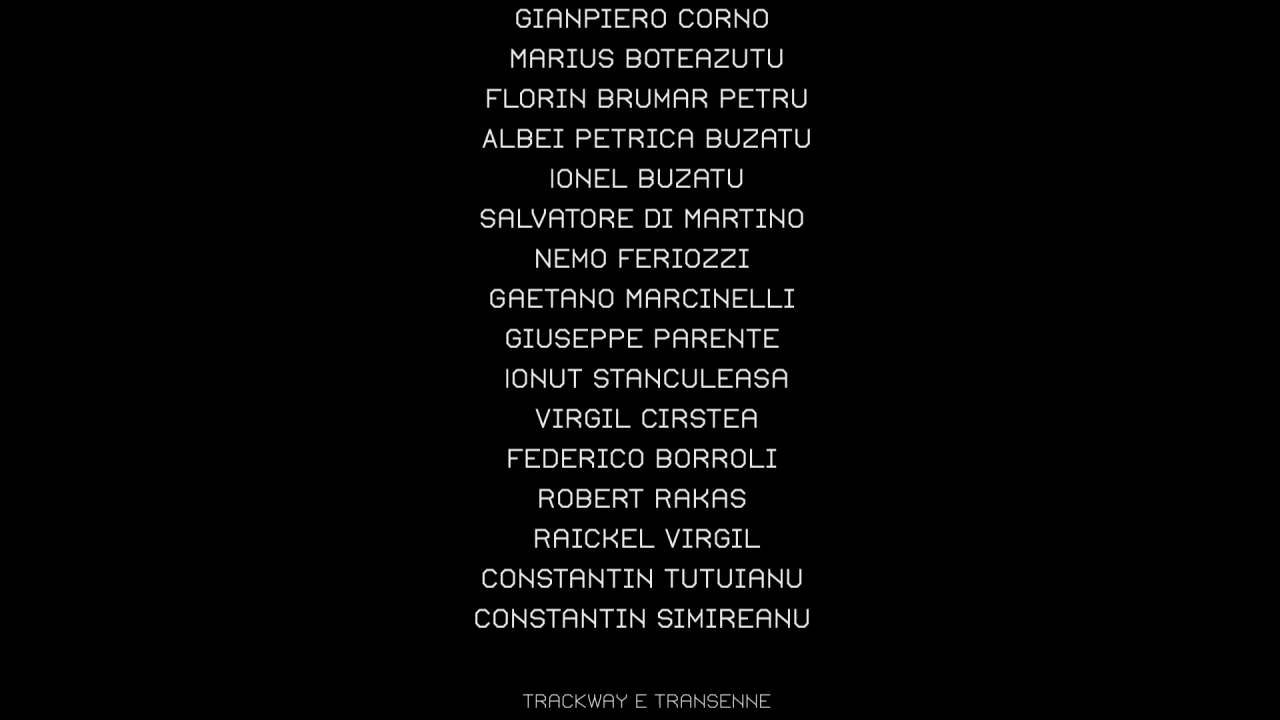 GIANPIERO CORNO
MARIUS BOTEAZUTU
FLORIN BRUMAR PETRU
ALBEI PETRICA BUZATU
IONEL BUZATU
SALVATORE DI MARTINO
NEMO FERIOZZI
GAETANO MARCINELLI
GIUSEPPE PARENTE
IONUT STANCULEASA
VIRGIL CIRSTEA
FEDERICO BORROLI
ROBERT RAKAS
RAICKEL VIRGIL
CONSTANTIN TUTUIANU
CONSTANTIN SIMIREANU
TRACKWAY E TRANSENNE